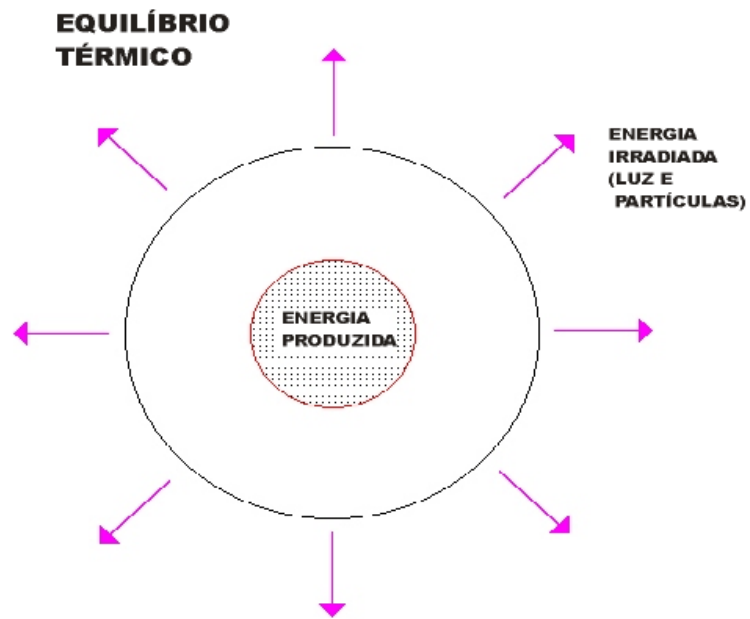 EQUILÍBRIO
TÉRMICO
ENERGIA
IRRADIADA
(LUZ E
PARTÍCULAS)
ENERGIA
PRODUZIDA